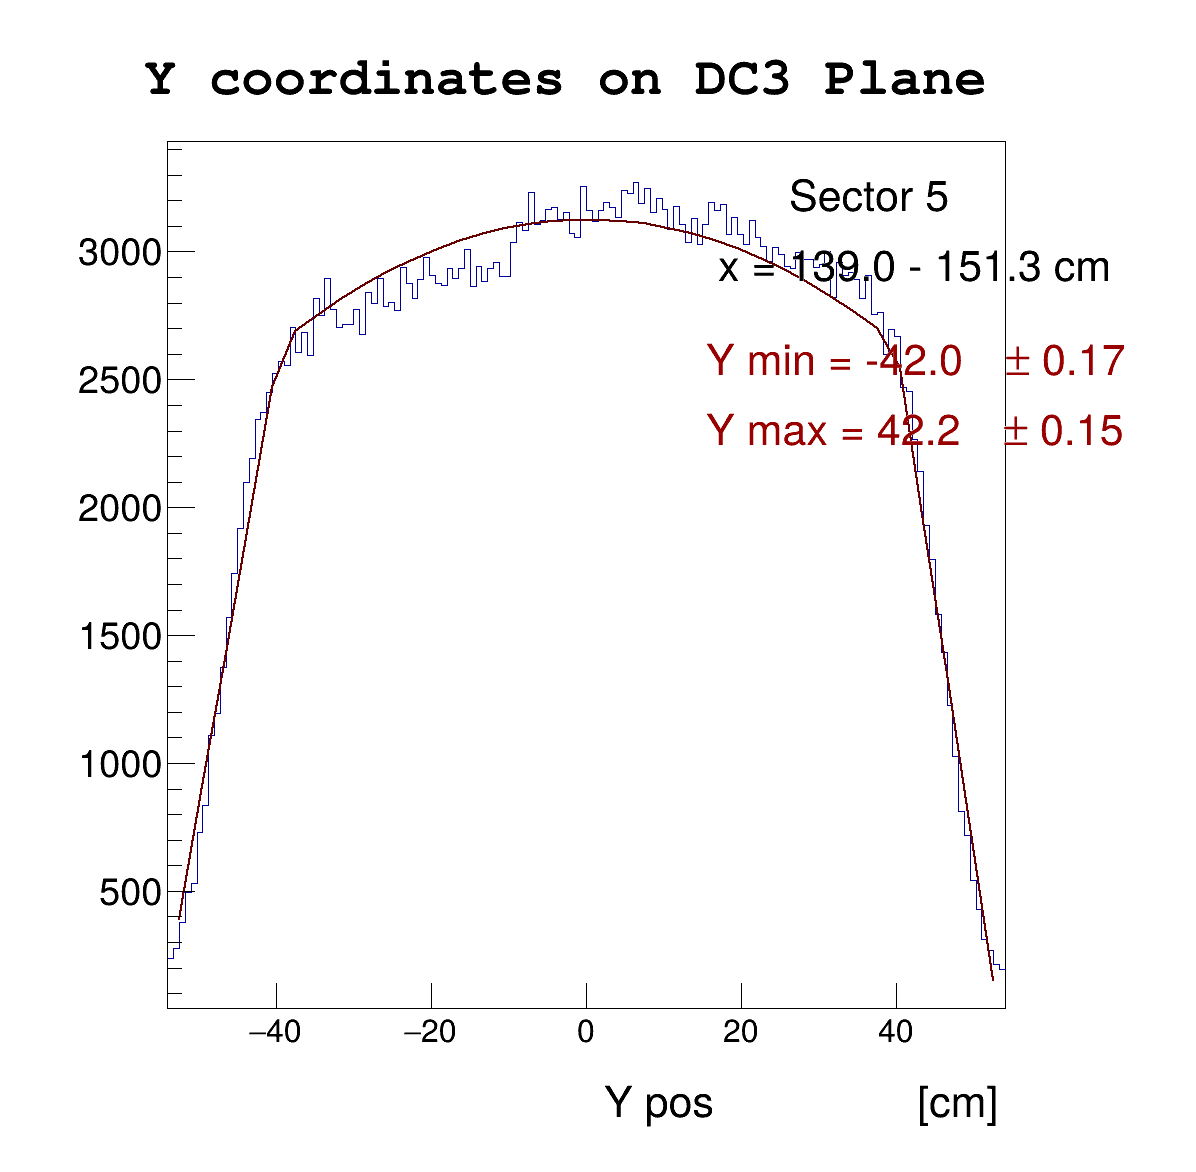 Y coordinates on DC3 Plane
Sector 5
x = 139.0 - 151.3 cm
Y min = -42.0 ± 0.17
Y max = 42.2 ± 0.15
3000
2500
2000
1500
1000
500
−40 −20 0 20 40
Y pos [cm]